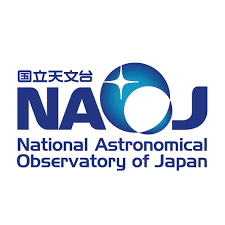 国立天文台
NAOJ
National Astronomical
Observatory of Japan